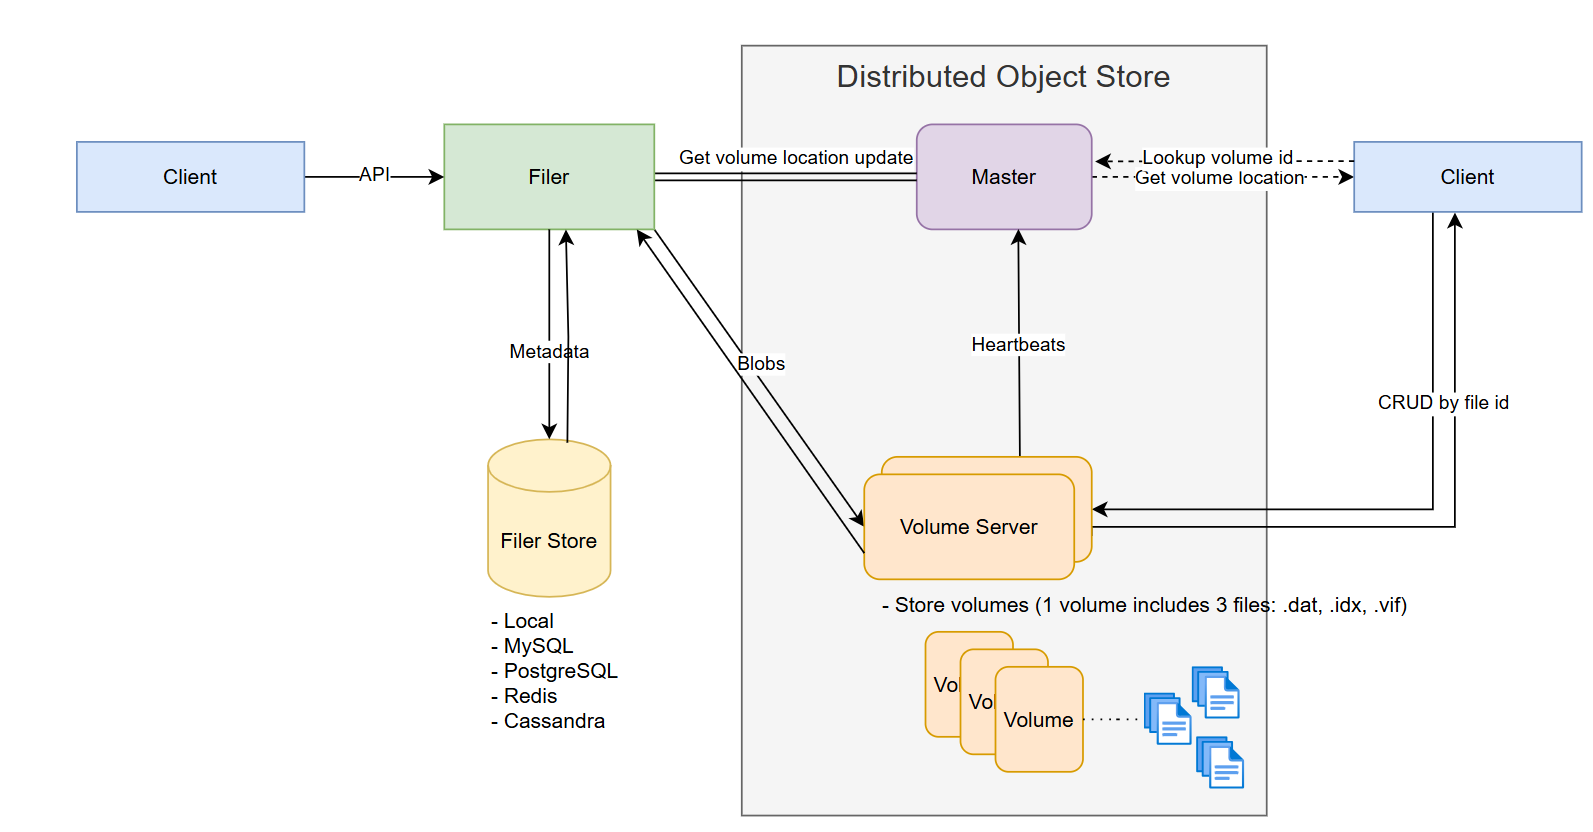 Distributed Object Store
Client
API
Filer
Get volume location update
Master
Lookup volume id
Get volume location
Client
Metadata
Blobs
Heartbeats
CRUD by file id
Filer Store
Volume Server
- Local
- MySQL
- PostgreSQL
- Redis
- Cassandra
- Store volumes (1 volume includes 3 files: .dat, .idx, .vif)
Vo
Vo
Volume